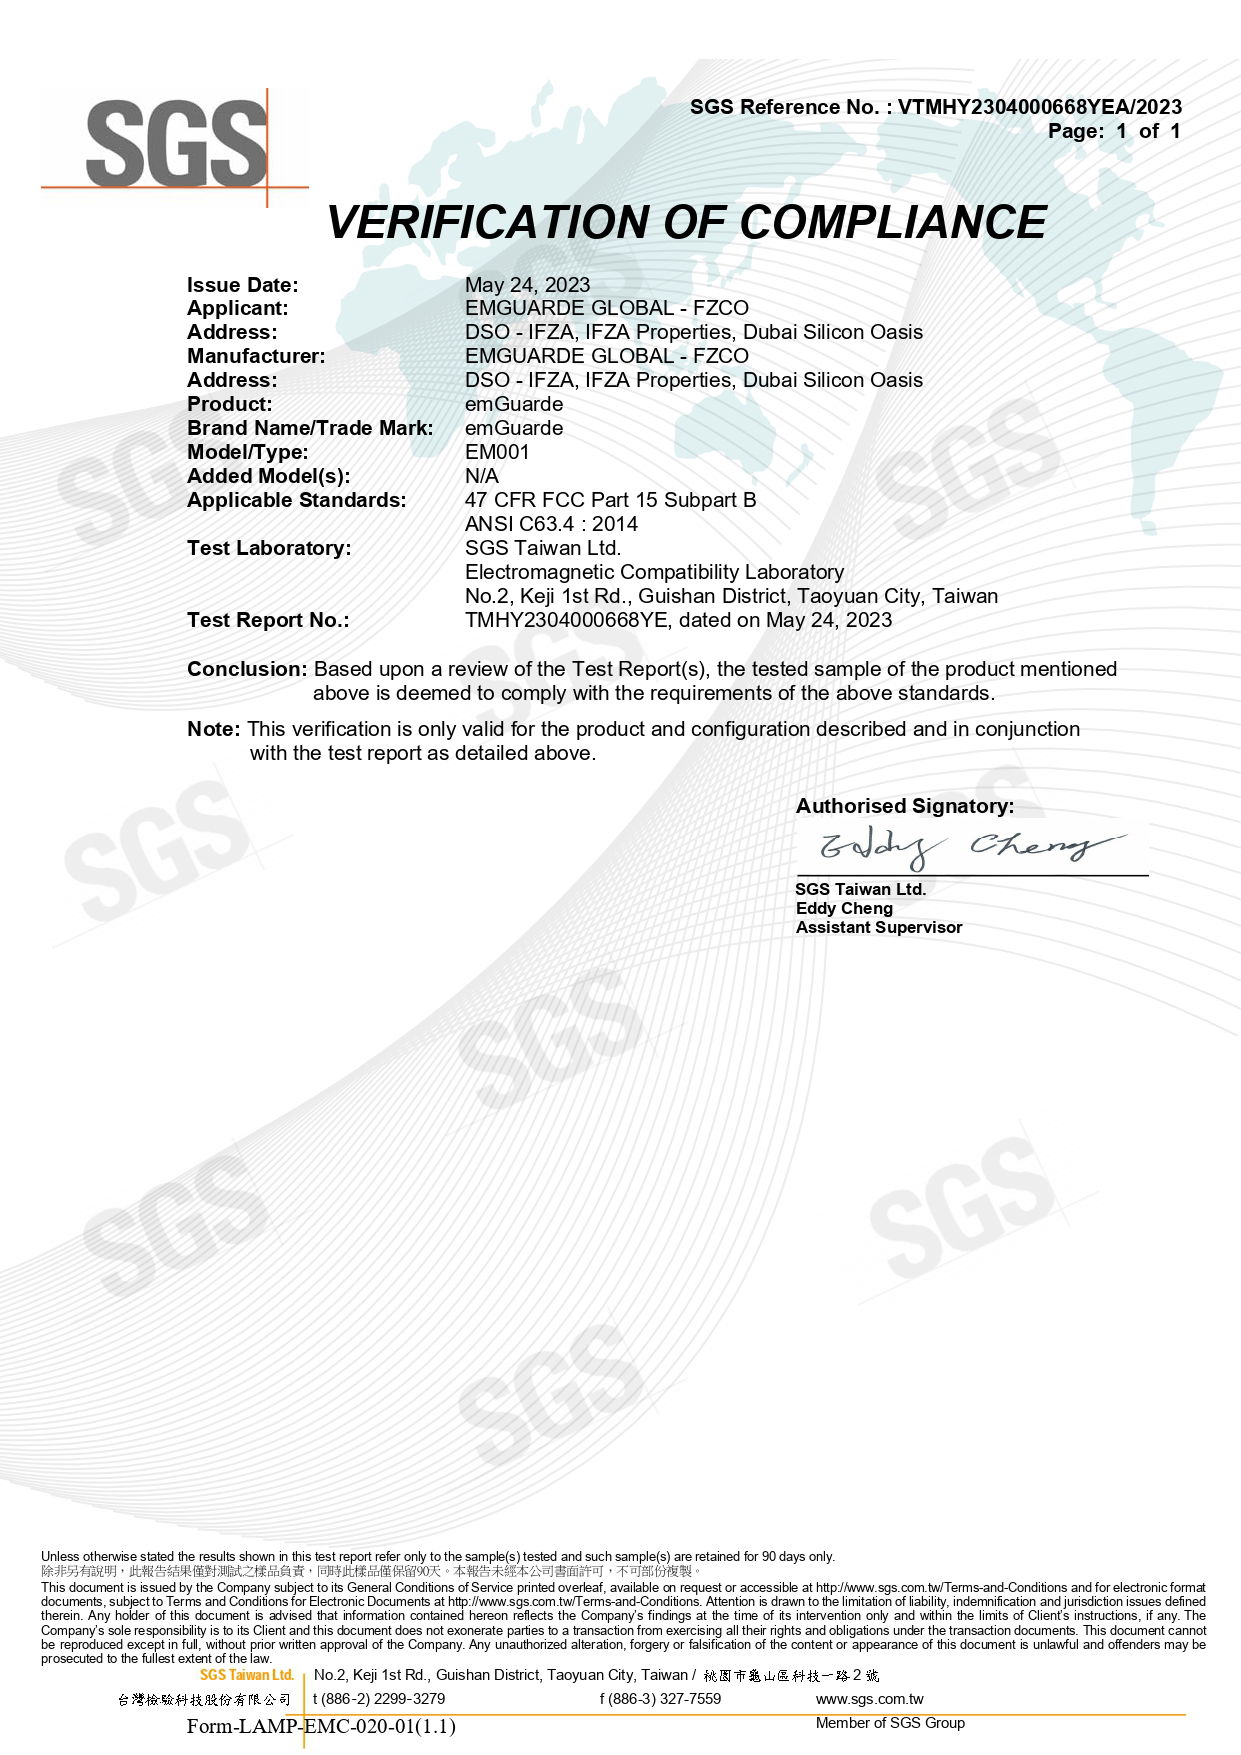 SGS
SGS Reference No. : VTMHY2304000668YEA/2023
Page: 1 of 1
VERIFICATION OF COMPLIANCE
Issue Date: May 24, 2023
Applicant: EMGUARDE GLOBAL - FZCO
Address: DSO - IFZA, IFZA Properties, Dubai Silicon Oasis
Manufacturer: EMGUARDE GLOBAL - FZCO
Address: DSO - IFZA, IFZA Properties, Dubai Silicon Oasis
Product: emGuarde
Brand Name/Trade Mark: emGuarde
Model/Type: EM001
Added Model(s): N/A
Applicable Standards: 47 CFR FCC Part 15 Subpart B
ANSI C63.4 : 2014
Test Laboratory: SGS Taiwan Ltd.
Electromagnetic Compatibility Laboratory
No.2, Keji 1st Rd., Guishan District, Taoyuan City, Taiwan
Test Report No.: TMHY2304000668YE, dated on May 24, 2023
Conclusion: Based upon a review of the Test Report(s), the tested sample of the product mentioned
above is deemed to comply with the requirements of the above standards.
Note: This verification is only valid for the product and configuration described and in conjunction
with the test report as detailed above.
Authorised Signatory:
Eddy Cheng
SGS Taiwan Ltd.
Eddy Cheng
Assistant Supervisor
Unless otherwise stated the results shown in this test report refer only to the sample(s) tested and such sample(s) are retained for 90 days only.
除非另有說明，此報告結果僅對測試之樣品負責，同時此樣品僅保留90天。本報告未經本公司書面許可，不可部份複製。
This document is issued by the Company subject to its General Conditions of Service printed overleaf, available on request or accessible at http://www.sgs.com.tw/Terms-and-Conditions and for electronic format
documents, subject to Terms and Conditions for Electronic Documents at http://www.sgs.com.tw/Terms-and-Conditions. Attention is drawn to the limitation of liability, indemnification and jurisdiction issues defined
therein. Any holder of this document is advised that information contained hereon reflects the Company's findings at the time of its intervention only and within the limits of Client's instructions, if any. The
Company's sole responsibility is to its Client and this document does not exonerate parties to a transaction from exercising all their rights and obligations under the transaction documents. This document cannot
be reproduced except in full, without prior written approval of the Company. Any unauthorized alteration, forgery or falsification of the content or appearance of this document is unlawful and offenders may be
prosecuted to the fullest extent of the law.
SGS Taiwan Ltd. No.2, Keji 1st Rd., Guishan District, Taoyuan City, Taiwan / 桃園市龜山區科技一路 2 號
台灣檢驗科技股份有限公司 t (886-2) 2299-3279 f (886-3) 327-7559 www.sgs.com.tw
Form-LAMP-EMC-020-01(1.1) Member of SGS Group